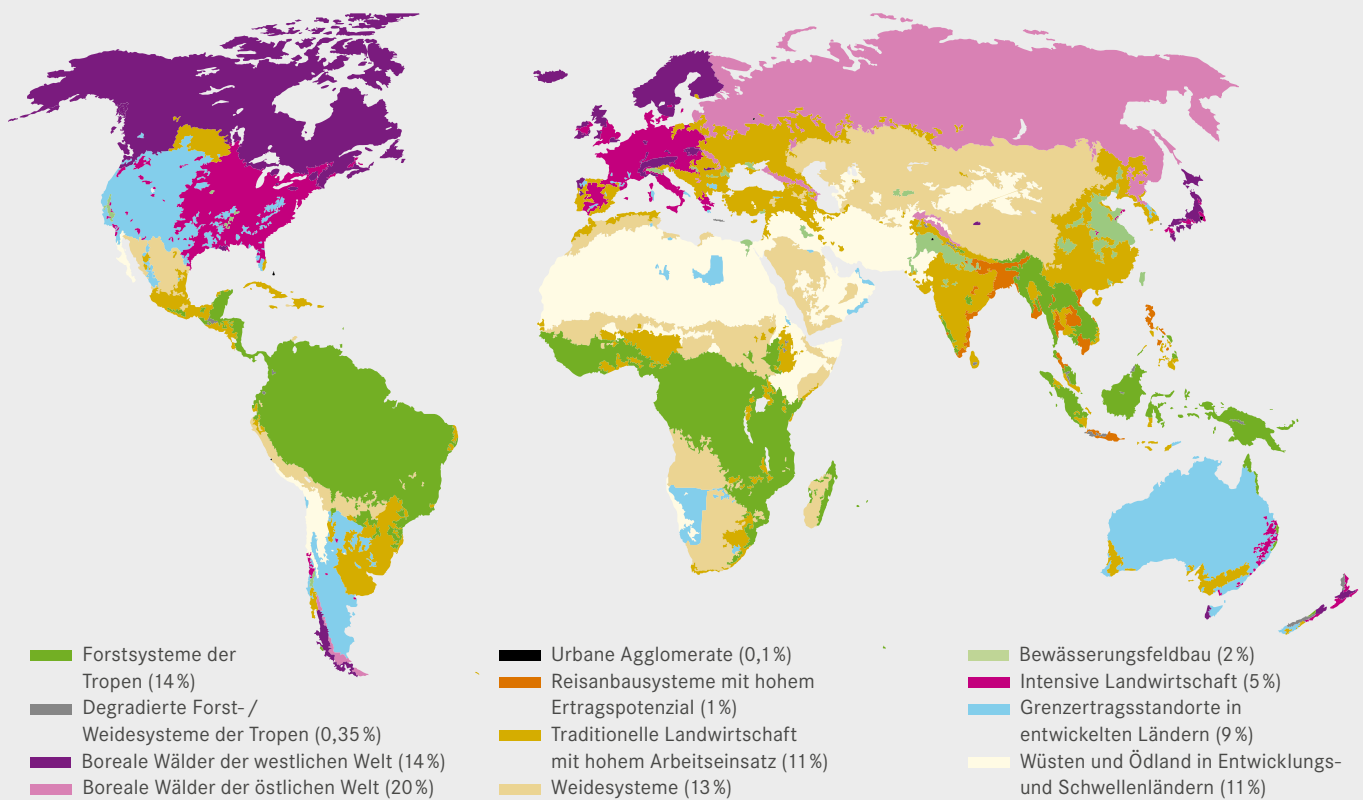 Forstsysteme der
Tropen (14 %)
Degradierte Forst-/
Weidesysteme der Tropen (0,35 %)
Boreale Wälder der westlichen Welt (14 %)
Boreale Wälder der östlichen Welt (20 %)
Urbane Agglomerate (0,1 %)
Reisanbausysteme mit hohem
Ertragspotenzial (1 %)
Traditionelle Landwirtschaft
mit hohem Arbeitseinsatz (11 %)
Weidesysteme (13 %)
Bewässerungsfeldbau (2 %)
Intensive Landwirtschaft (5 %)
Grenzertragsstandorte in
entwickelten Ländern (9 %)
Wüsten und Ödland in Entwicklungs-
und Schwellenländern (11 %)